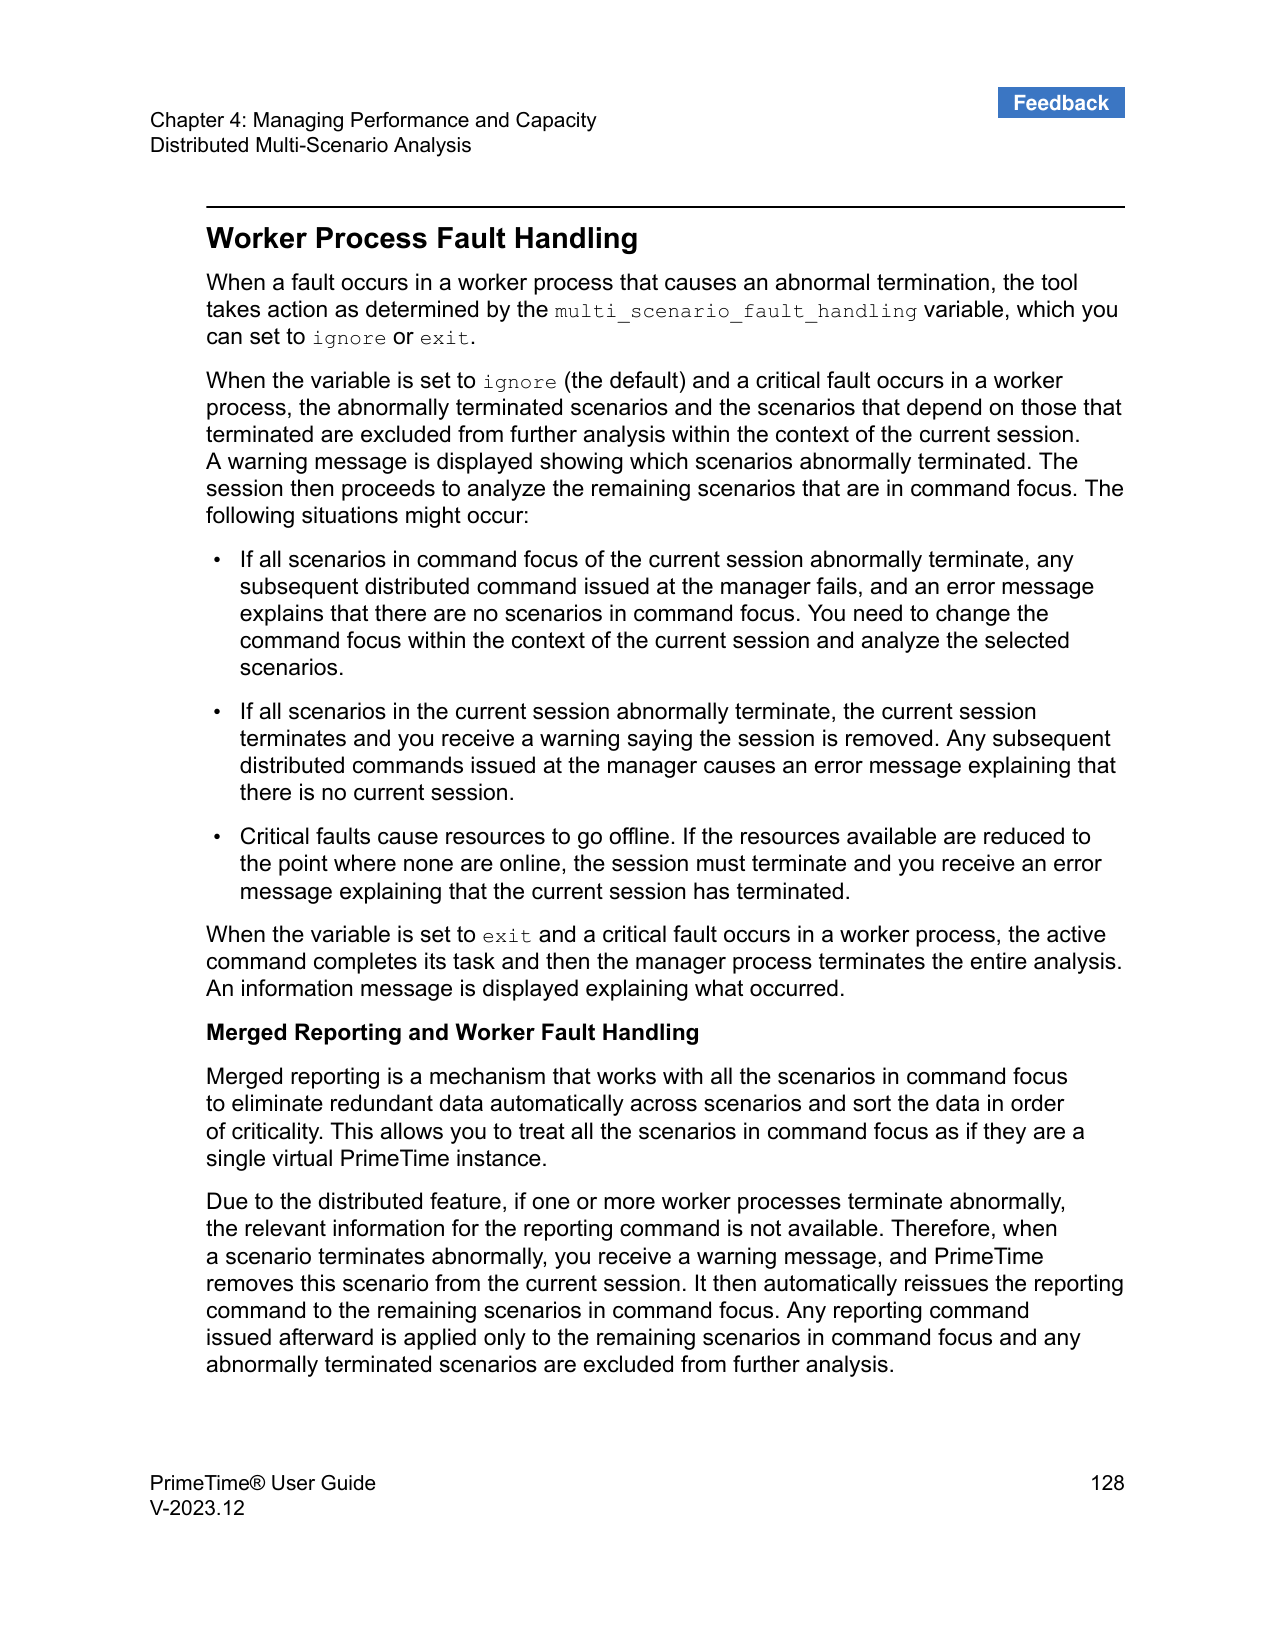 Feedback
Chapter 4: Managing Performance and Capacity
Distributed Multi-Scenario Analysis
Worker Process Fault Handling
When a fault occurs in a worker process that causes an abnormal termination, the tool
takes action as determined by the multi_scenario_fault_handling variable, which you
can set to ignore or exit.
When the variable is set to ignore (the default) and a critical fault occurs in a worker
process, the abnormally terminated scenarios and the scenarios that depend on those that
terminated are excluded from further analysis within the context of the current session.
A warning message is displayed showing which scenarios abnormally terminated. The
session then proceeds to analyze the remaining scenarios that are in command focus. The
following situations might occur:
• If all scenarios in command focus of the current session abnormally terminate, any
subsequent distributed command issued at the manager fails, and an error message
explains that there are no scenarios in command focus. You need to change the
command focus within the context of the current session and analyze the selected
scenarios.
• If all scenarios in the current session abnormally terminate, the current session
terminates and you receive a warning saying the session is removed. Any subsequent
distributed commands issued at the manager causes an error message explaining that
there is no current session.
• Critical faults cause resources to go offline. If the resources available are reduced to
the point where none are online, the session must terminate and you receive an error
message explaining that the current session has terminated.
When the variable is set to exit and a critical fault occurs in a worker process, the active
command completes its task and then the manager process terminates the entire analysis.
An information message is displayed explaining what occurred.
Merged Reporting and Worker Fault Handling
Merged reporting is a mechanism that works with all the scenarios in command focus
to eliminate redundant data automatically across scenarios and sort the data in order
of criticality. This allows you to treat all the scenarios in command focus as if they are a
single virtual PrimeTime instance.
Due to the distributed feature, if one or more worker processes terminate abnormally,
the relevant information for the reporting command is not available. Therefore, when
a scenario terminates abnormally, you receive a warning message, and PrimeTime
removes this scenario from the current session. It then automatically reissues the reporting
command to the remaining scenarios in command focus. Any reporting command
issued afterward is applied only to the remaining scenarios in command focus and any
abnormally terminated scenarios are excluded from further analysis.
PrimeTime® User Guide
128
V-2023.12